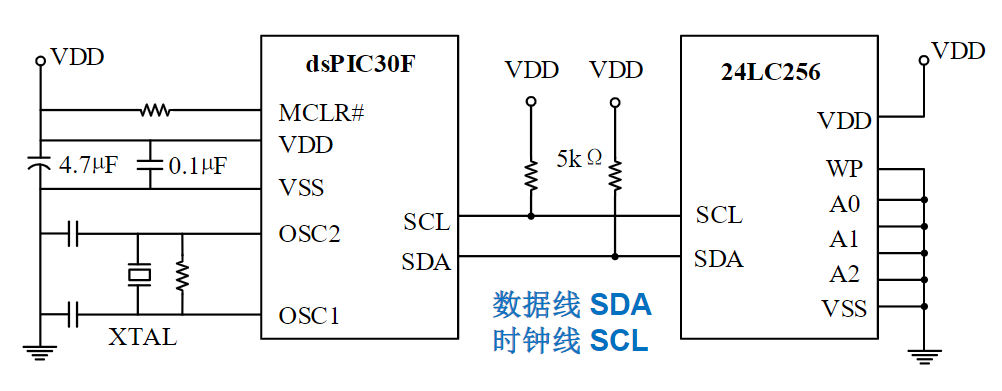 VDD
dsPIC30F
MCLR#
VDD
4.7μF
0.1μF
VSS
OSC2
OSC1
XTAL
SCL
SDA
VDD
VDD
5kΩ
数据线 SDA
时钟线 SCL
24LC256
VDD
VDD
WP
SCL
A0
A1
SDA
A2
VSS